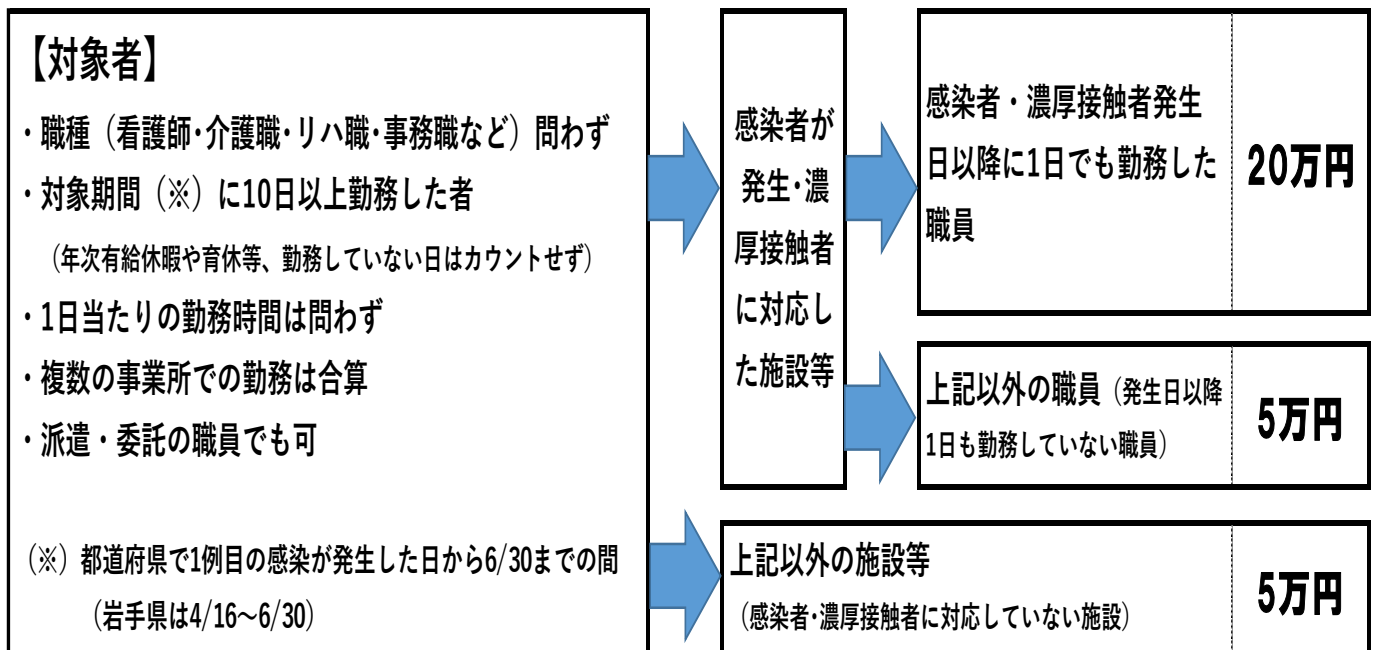 【対象者】
・職種（看護師･介護職･リハ職･事務職など）問わず
・対象期間（※）に10日以上勤務した者
（年次有給休暇や育休等、勤務していない日はカウントせず）
・1日当たりの勤務時間は問わず
・複数の事業所での勤務は合算
・派遣・委託の職員でも可
（※）都道府県で1例目の感染が発生した日から6/30までの間
（岩手県は4/16～6/30）
感染者が
発生･濃
厚接触者
に対応し
た施設等
感染者・濃厚接触者発生
日以降に1日でも勤務した
職員
20万円
上記以外の職員（発生日以降
1日も勤務していない職員）
5万円
上記以外の施設等
（感染者･濃厚接触者に対応していない施設）
5万円